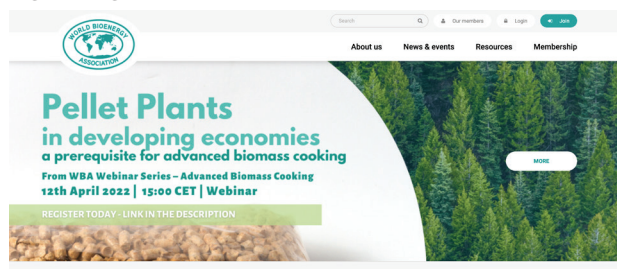 Search
Our members
Login
Join
WORLD BIOENERGY
ASSOCIATION
About us
News & events
Resources
Membership
Pellet Plants
in developing economies
a prerequisite for advanced biomass cooking
From WBA Webinar Series – Advanced Biomass Cooking
12th April 2022 | 15:00 CET | Webinar
MORE
REGISTER TODAY - LINK IN THE DESCRIPTION